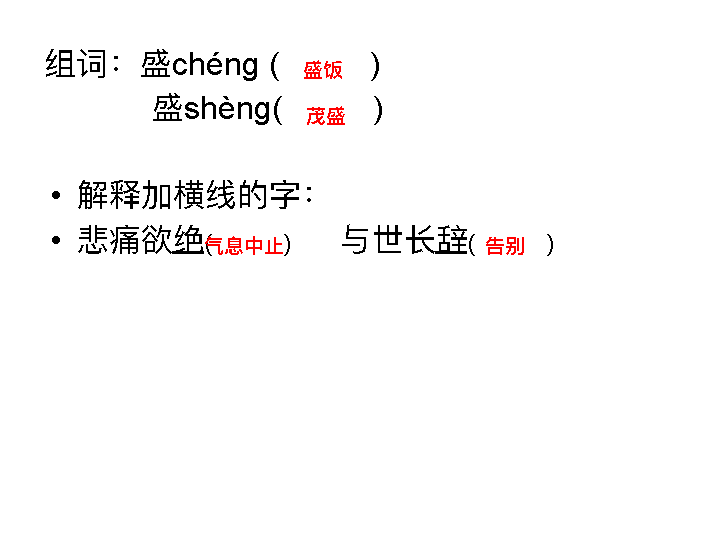 组词：盛chéng ( 盛饭 )
盛shèng( 茂盛 )
• 解释加横线的字：
• 悲痛欲绝(气息中止) 与世长辞( 告别 )